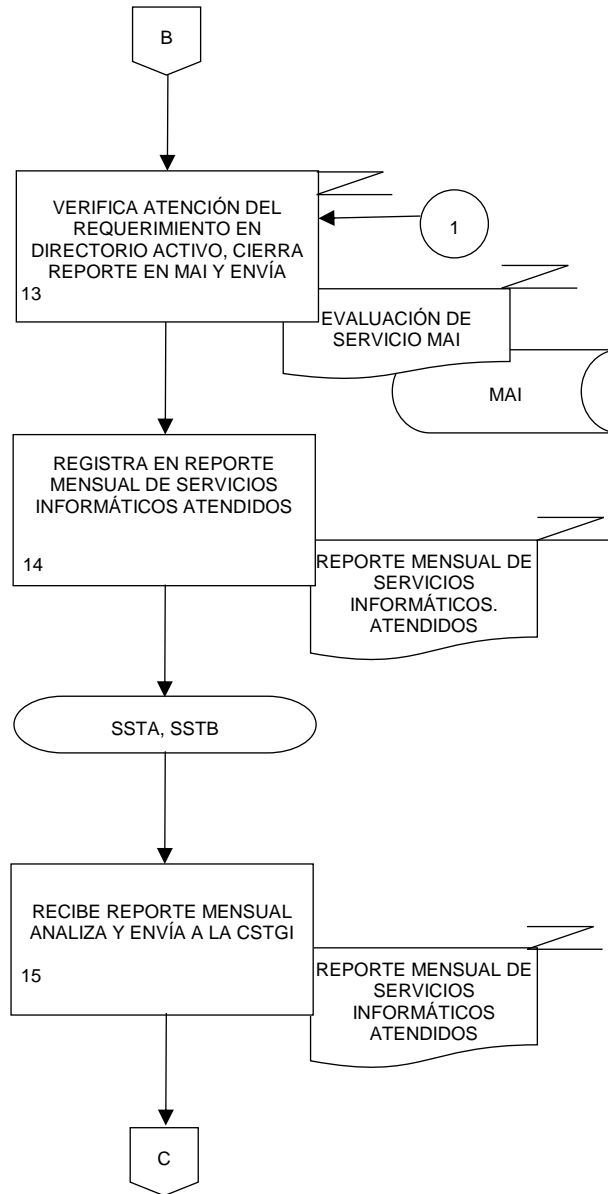 B
VERIFICA ATENCIÓN DEL
REQUERIMIENTO EN
DIRECTORIO ACTIVO, CIERRA
REPORTE EN MAI Y ENVÍA
13
1
EVALUACIÓN DE
SERVICIO MAI
MAI
REGISTRA EN REPORTE
MENSUAL DE SERVICIOS
INFORMÁTICOS ATENDIDOS
14
REPORTE MENSUAL DE
SERVICIOS
INFORMÁTICOS.
ATENDIDOS
SSTA, SSTB
RECIBE REPORTE MENSUAL
ANALIZA Y ENVÍA A LA CSTGI
15
REPORTE MENSUAL DE
SERVICIOS
INFORMÁTICOS
ATENDIDOS
C